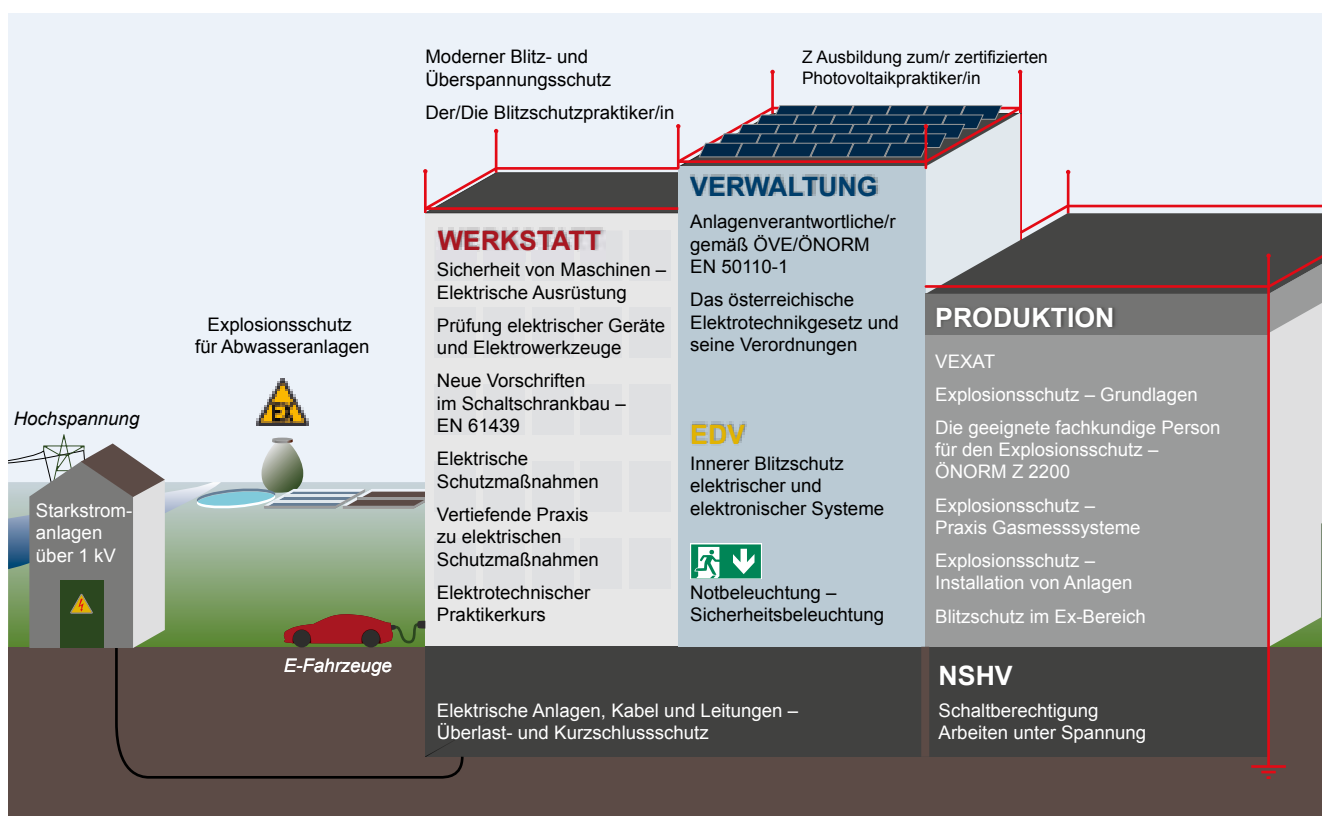 Moderner Blitz- und
Überspannungsschutz
Der/Die Blitzschutzpraktiker/in
Z Ausbildung zum/r zertifizierten
Photovoltaikpraktiker/in
Explosionsschutz
für Abwasseranlagen
EX
Hochspannung
Starkstrom-
anlagen
über 1 kV
E-Fahrzeuge
WERKSTATT
Sicherheit von Maschinen –
Elektrische Ausrüstung
Prüfung elektrischer Geräte
und Elektrowerkzeuge
Neue Vorschriften
im Schaltschrankbau –
EN 61439
Elektrische
Schutzmaßnahmen
Vertiefende Praxis
zu elektrischen
Schutzmaßnahmen
Elektrotechnischer
Praktikerkurs
VERWALTUNG
Anlagenverantwortliche/r
gemäß ÖVE/ÖNORM
EN 50110-1
Das österreichische
Elektrotechnikgesetz und
seine Verordnungen
EDV
Innerer Blitzschutz
elektrischer und
elektronischer Systeme
Notbeleuchtung –
Sicherheitsbeleuchtung
PRODUKTION
VEXAT
Explosionsschutz – Grundlagen
Die geeignete fachkundige Person
für den Explosionsschutz –
ÖNORM Z 2200
Explosionsschutz –
Praxis Gasmesssysteme
Explosionsschutz –
Installation von Anlagen
Blitzschutz im Ex-Bereich
Elektrische Anlagen, Kabel und Leitungen –
Überlast- und Kurzschlussschutz
NSHV
Schaltberechtigung
Arbeiten unter Spannung